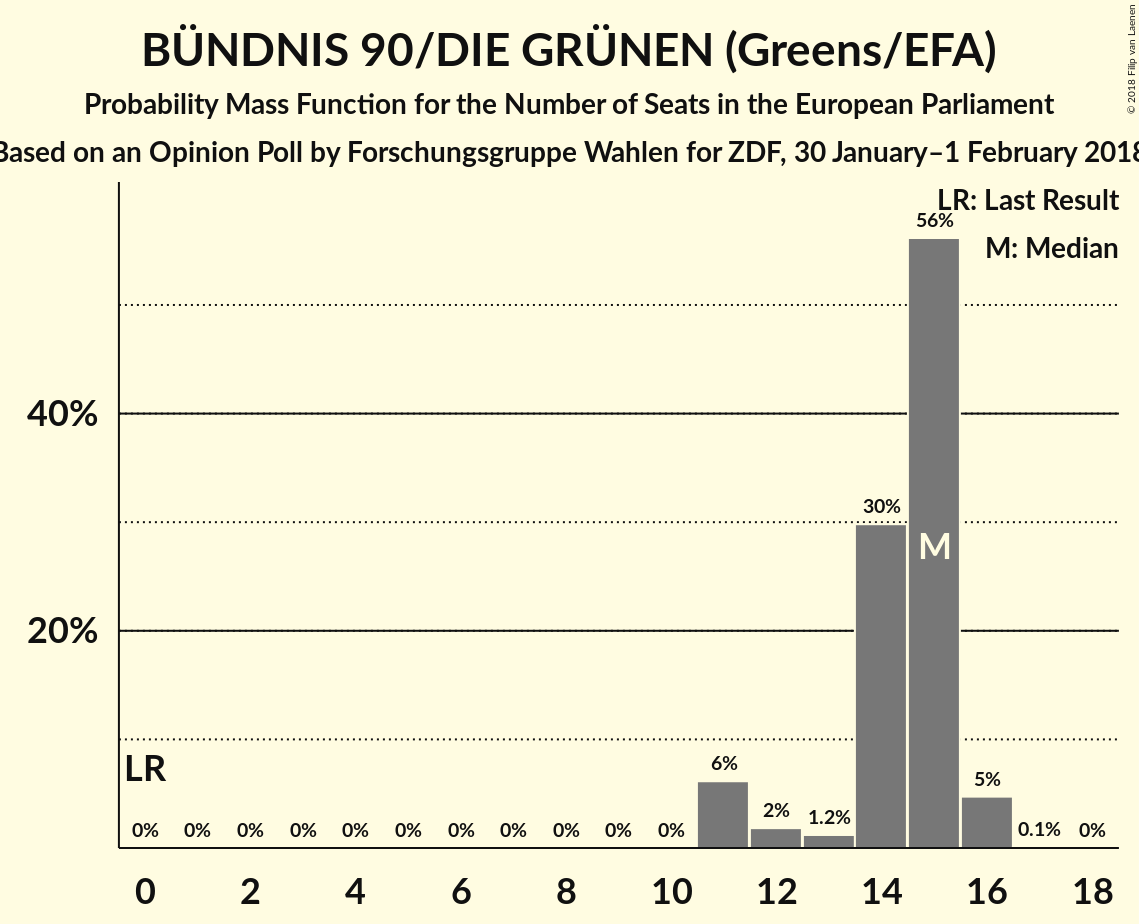 BÜNDNIS 90/DIE GRÜNEN (Greens/EFA)
Probability Mass Function for the Number of Seats in the European Parliament
Based on an Opinion Poll by Forschungsgruppe Wahlen for ZDF, 30 January–1 February 2018
© 2018 Filip van Laenen
LR: Last Result
M: Median
56%
40%
30%
M
20%
LR
6%
5%
2%
1.2%
0% 0% 0% 0% 0% 0% 0% 0% 0% 0% 0% 0.1% 0%
0 2 4 6 8 10 12 14 16 18